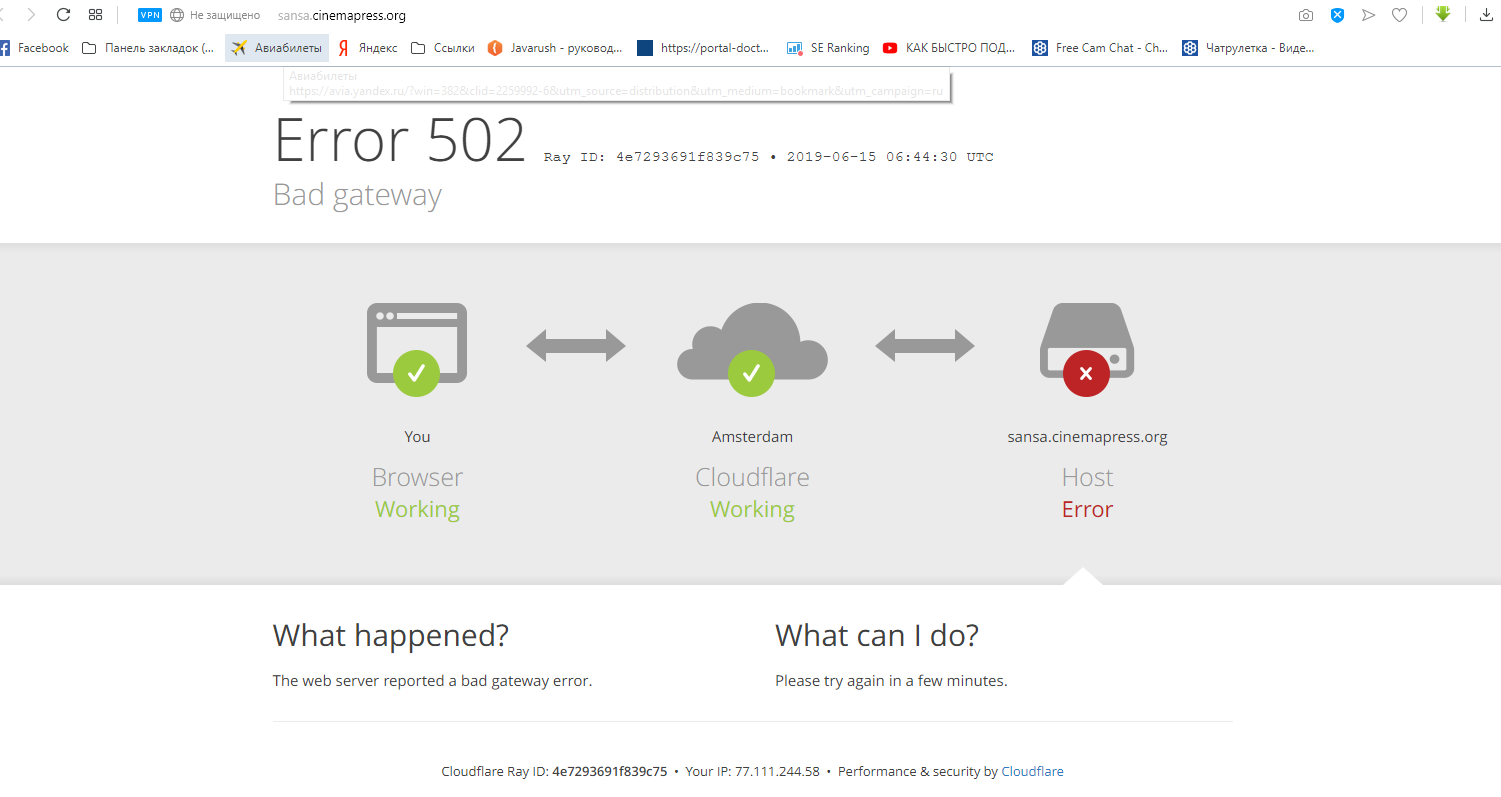 VPN Не защищено sansa.cinemapress.org
Facebook Панель закладок (... Авиабилеты Яндекс Ссылки Javarush - руковод... https://portal-doct... SE Ranking КАК БЫСТРО ПОД... Free Cam Chat - Ch... Чатрулетка - Виде...
Авиабилеты
https://avia.yandex.ru/?win=382&clid=2259992-6&utm_source=distribution&utm_medium=bookmark&utm_campaign=ru
Error 502 Ray ID: 4e7293691f839c75 • 2019-06-15 06:44:30 UTC
Bad gateway
You Amsterdam sansa.cinemapress.org
Browser Cloudflare Host
Working Working Error
What happened? What can I do?
The web server reported a bad gateway error. Please try again in a few minutes.
Cloudflare Ray ID: 4e7293691f839c75 • Your IP: 77.111.244.58 • Performance & security by Cloudflare